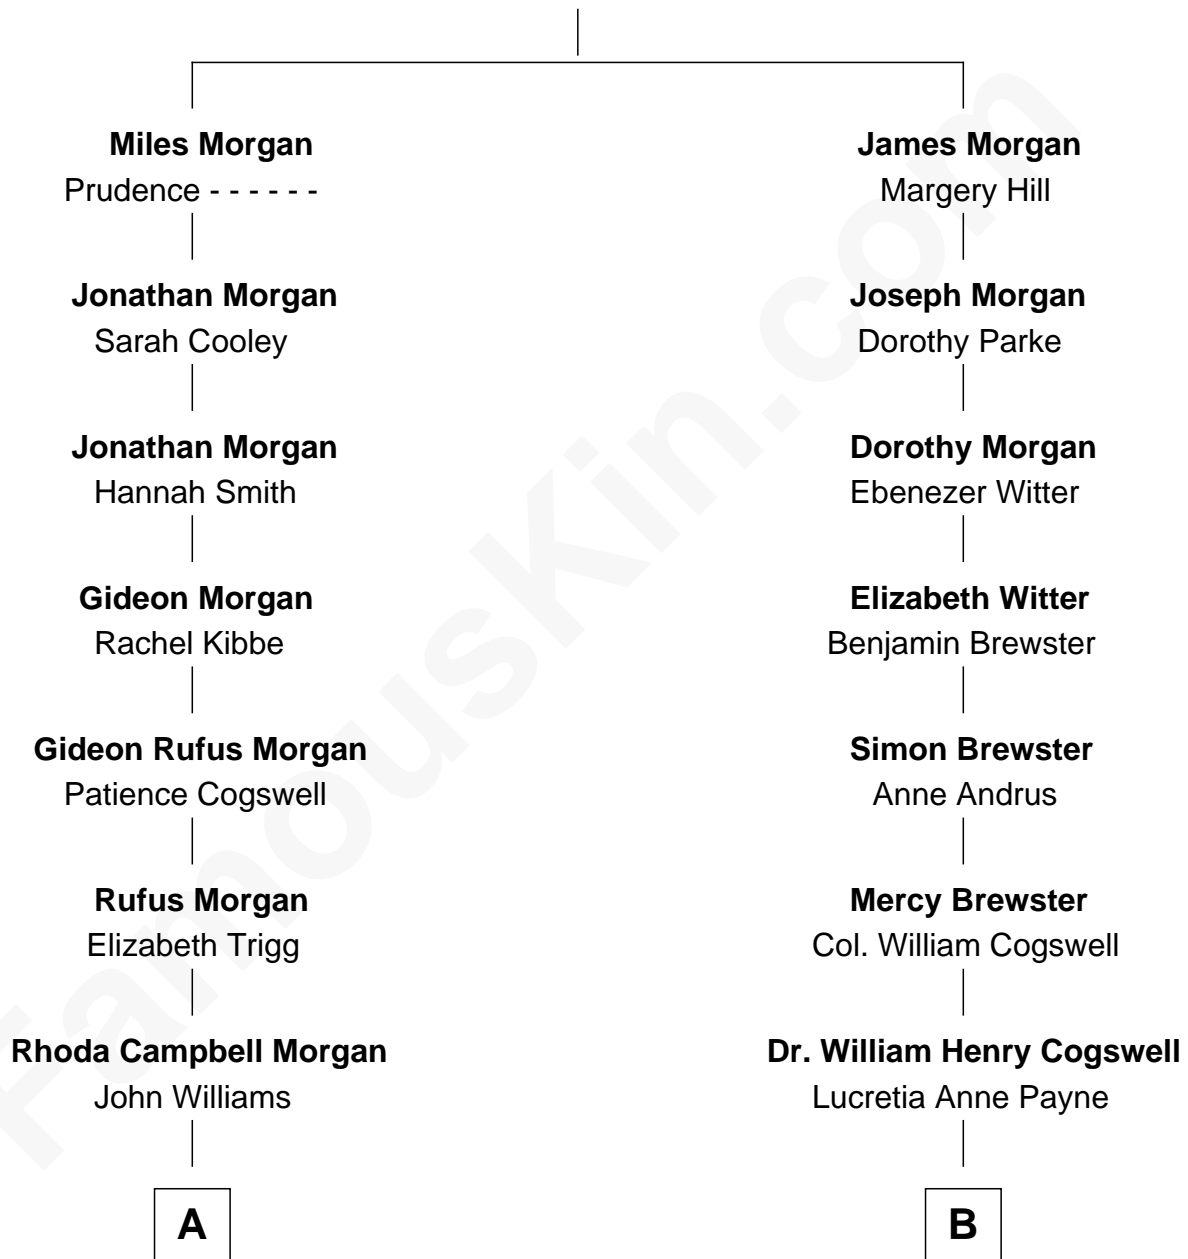 Miles Morgan
Prudence - - - - - -
James Morgan
Margery Hill
Jonathan Morgan
Sarah Cooley
Joseph Morgan
Dorothy Parke
Jonathan Morgan
Hannah Smith
Dorothy Morgan
Ebenezer Witter
Gideon Morgan
Rachel Kibbe
Elizabeth Witter
Benjamin Brewster
Gideon Rufus Morgan
Patience Cogswell
Simon Brewster
Anne Andrus
Rufus Morgan
Elizabeth Trigg
Mercy Brewster
Col. William Cogswell
Rhoda Campbell Morgan
John Williams
Dr. William Henry Cogswell
Lucretia Anne Payne
A
B
FamousKin.com